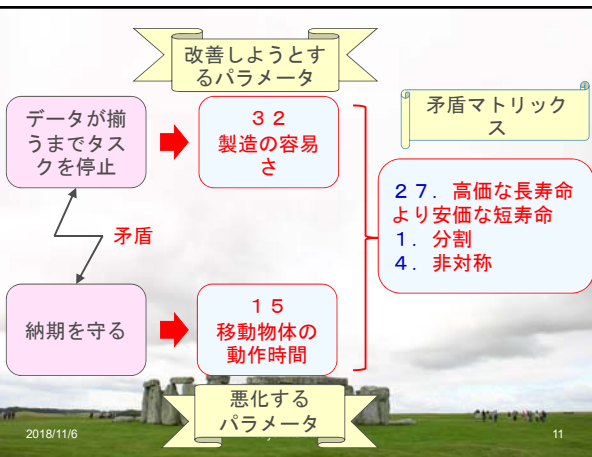 改善しようとす
るパラメータ
データが揃
うまでタス
クを停止
３２
製造の容易
さ
矛盾マトリック
ス
２７．高価な長寿命
より安価な短寿命
１．分割
４．非対称
矛盾
納期を守る
１５
移動物体の
動作時間
悪化する
パラメータ
2018/11/6
11